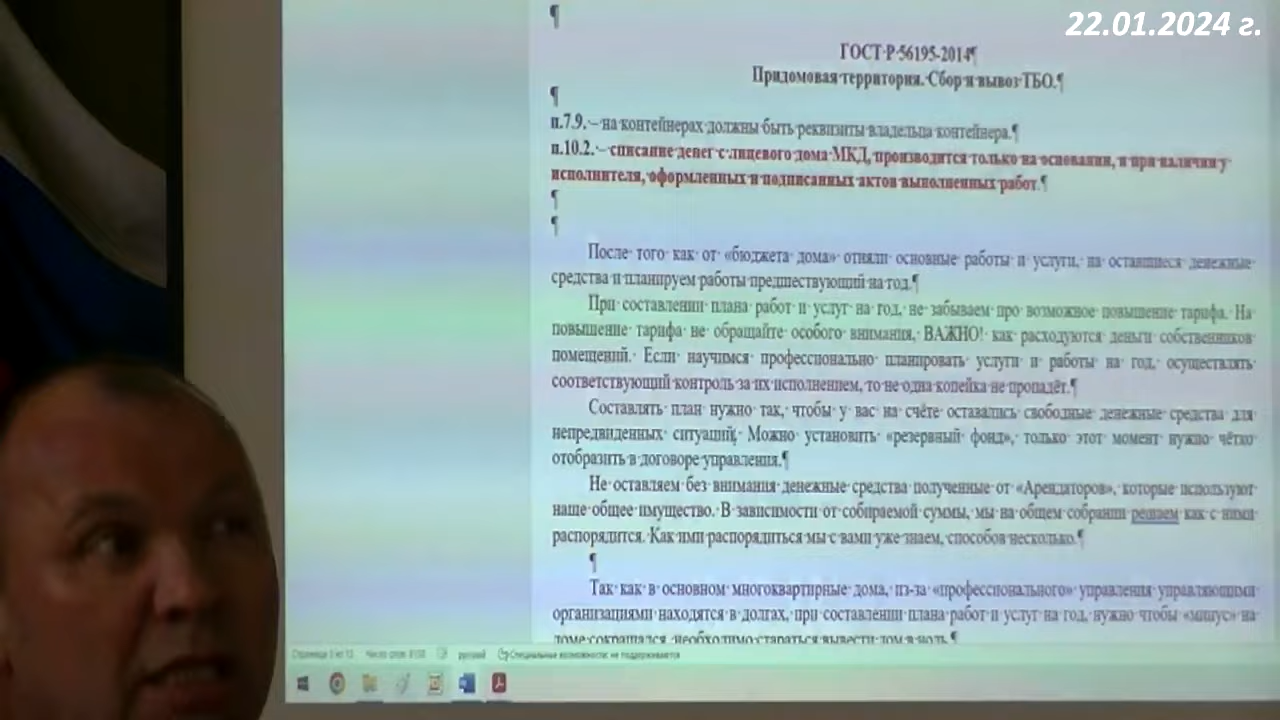 22.01.2024 г.
¶
ГОСТ·Р·56195-2014¶
Придомовая·территория.·Сбор·и·вывоз·ТБО.¶
¶
п.7.9.·–·на·контейнерах·должны·быть·реквизиты·владельца·контейнера.¶
п.10.2.·–·списание·денег·с·лицевого·дома·МКД,·производится·только·на·основании,·и·при·наличии·у·
исполнителя,·оформленных·и·подписанных·актов·выполненных·работ.¶
¶
¶
После·того·как·от·«бюджета·дома»·отняли·основные·работы·и·услуги,·на·оставшиеся·денежные·
средства·и·планируем·работы·предшествующий·на·год.¶
При·составлении·плана·работ·и·услуг·на·год,·не·забываем·про·возможное·повышение·тарифа.·На·
повышение·тарифа·не·обращайте·особого·внимания,·ВАЖНО!·как·расходуются·деньги·собственников·
помещений.·Если·научимся·профессионально·планировать·услуги·и·работы·на·год,·осуществлять·
соответствующий·контроль·за·их·исполнением,·то·не·одна·копейка·не·пропадёт.¶
Составлять·план·нужно·так,·чтобы·у·вас·на·счёте·оставались·свободные·денежные·средства·для·
непредвиденных·ситуаций.·Можно·установить·«резервный·фонд»,·только·этот·момент·нужно·чётко·
отобразить·в·договоре·управления.¶
Не·оставляем·без·внимания·денежные·средства·полученные·от·«Арендаторов»,·которые·используют·
наше·общее·имущество.·В·зависимости·от·собираемой·суммы,·мы·на·общем·собрании·решаем·как·с·ними·
распорядится.·Как·ими·распорядиться·мы·с·вами·уже·знаем,·способов·несколько.¶
¶
Так·как·в·основном·многоквартирные·дома,·из-за·«профессионального»·управления·управляющими·
организациями·находятся·в·долгах,·при·составлении·плана·работ·и·услуг·на·год,·нужно·чтобы·«минус»·на·
доме·сокращался,·необходимо·стараться·вывести·дом·в·ноль.¶
русский Специальные возможности: не поддерживаются